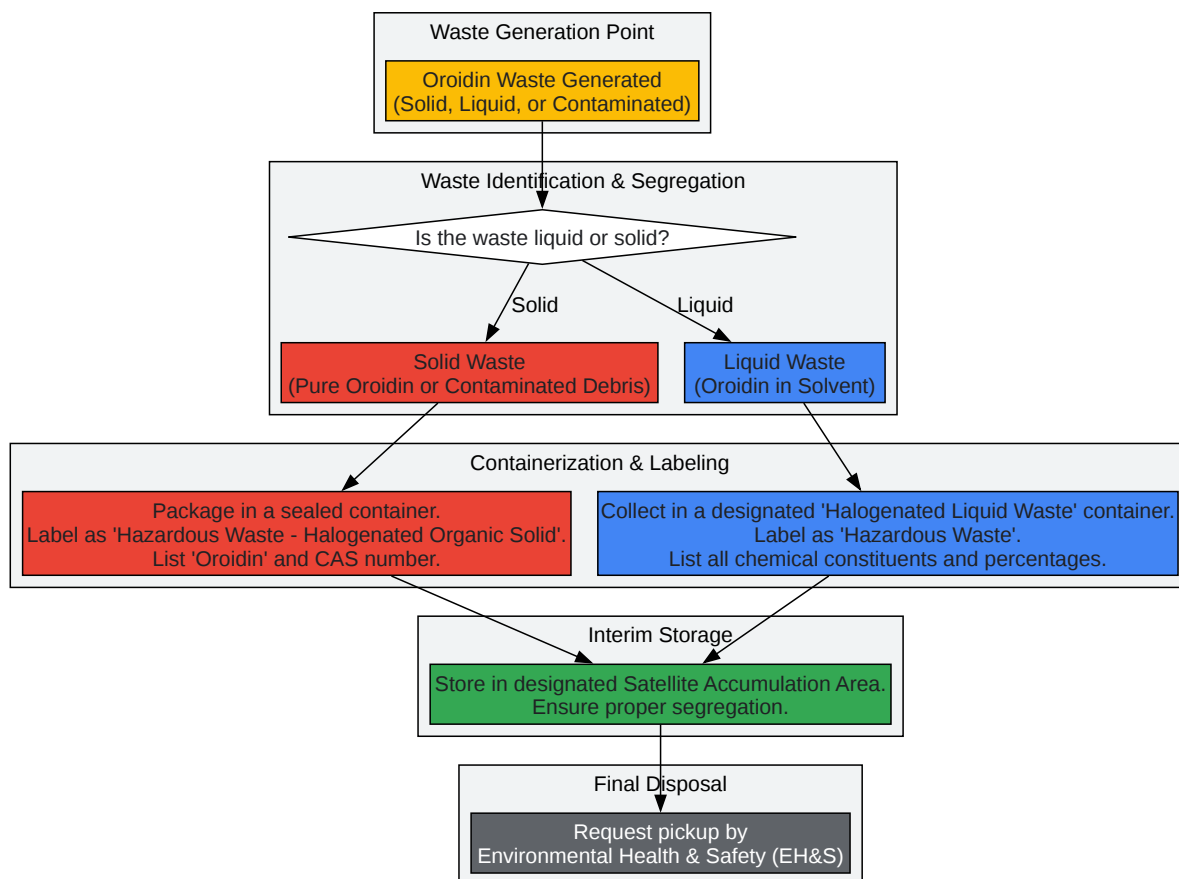 Waste Generation Point
Oroidin Waste Generated
(Solid, Liquid, or Contaminated)
Waste Identification & Segregation
Is the waste liquid or solid?
Solid
Liquid
Solid Waste
(Pure Oroidin or Contaminated Debris)
Liquid Waste
(Oroidin in Solvent)
Containerization & Labeling
Package in a sealed container.
Label as 'Hazardous Waste - Halogenated Organic Solid'.
List 'Oroidin' and CAS number.
Collect in a designated 'Halogenated Liquid Waste' container.
Label as 'Hazardous Waste'.
List all chemical constituents and percentages.
Interim Storage
Store in designated Satellite Accumulation Area.
Ensure proper segregation.
Final Disposal
Request pickup by
Environmental Health & Safety (EH&S)